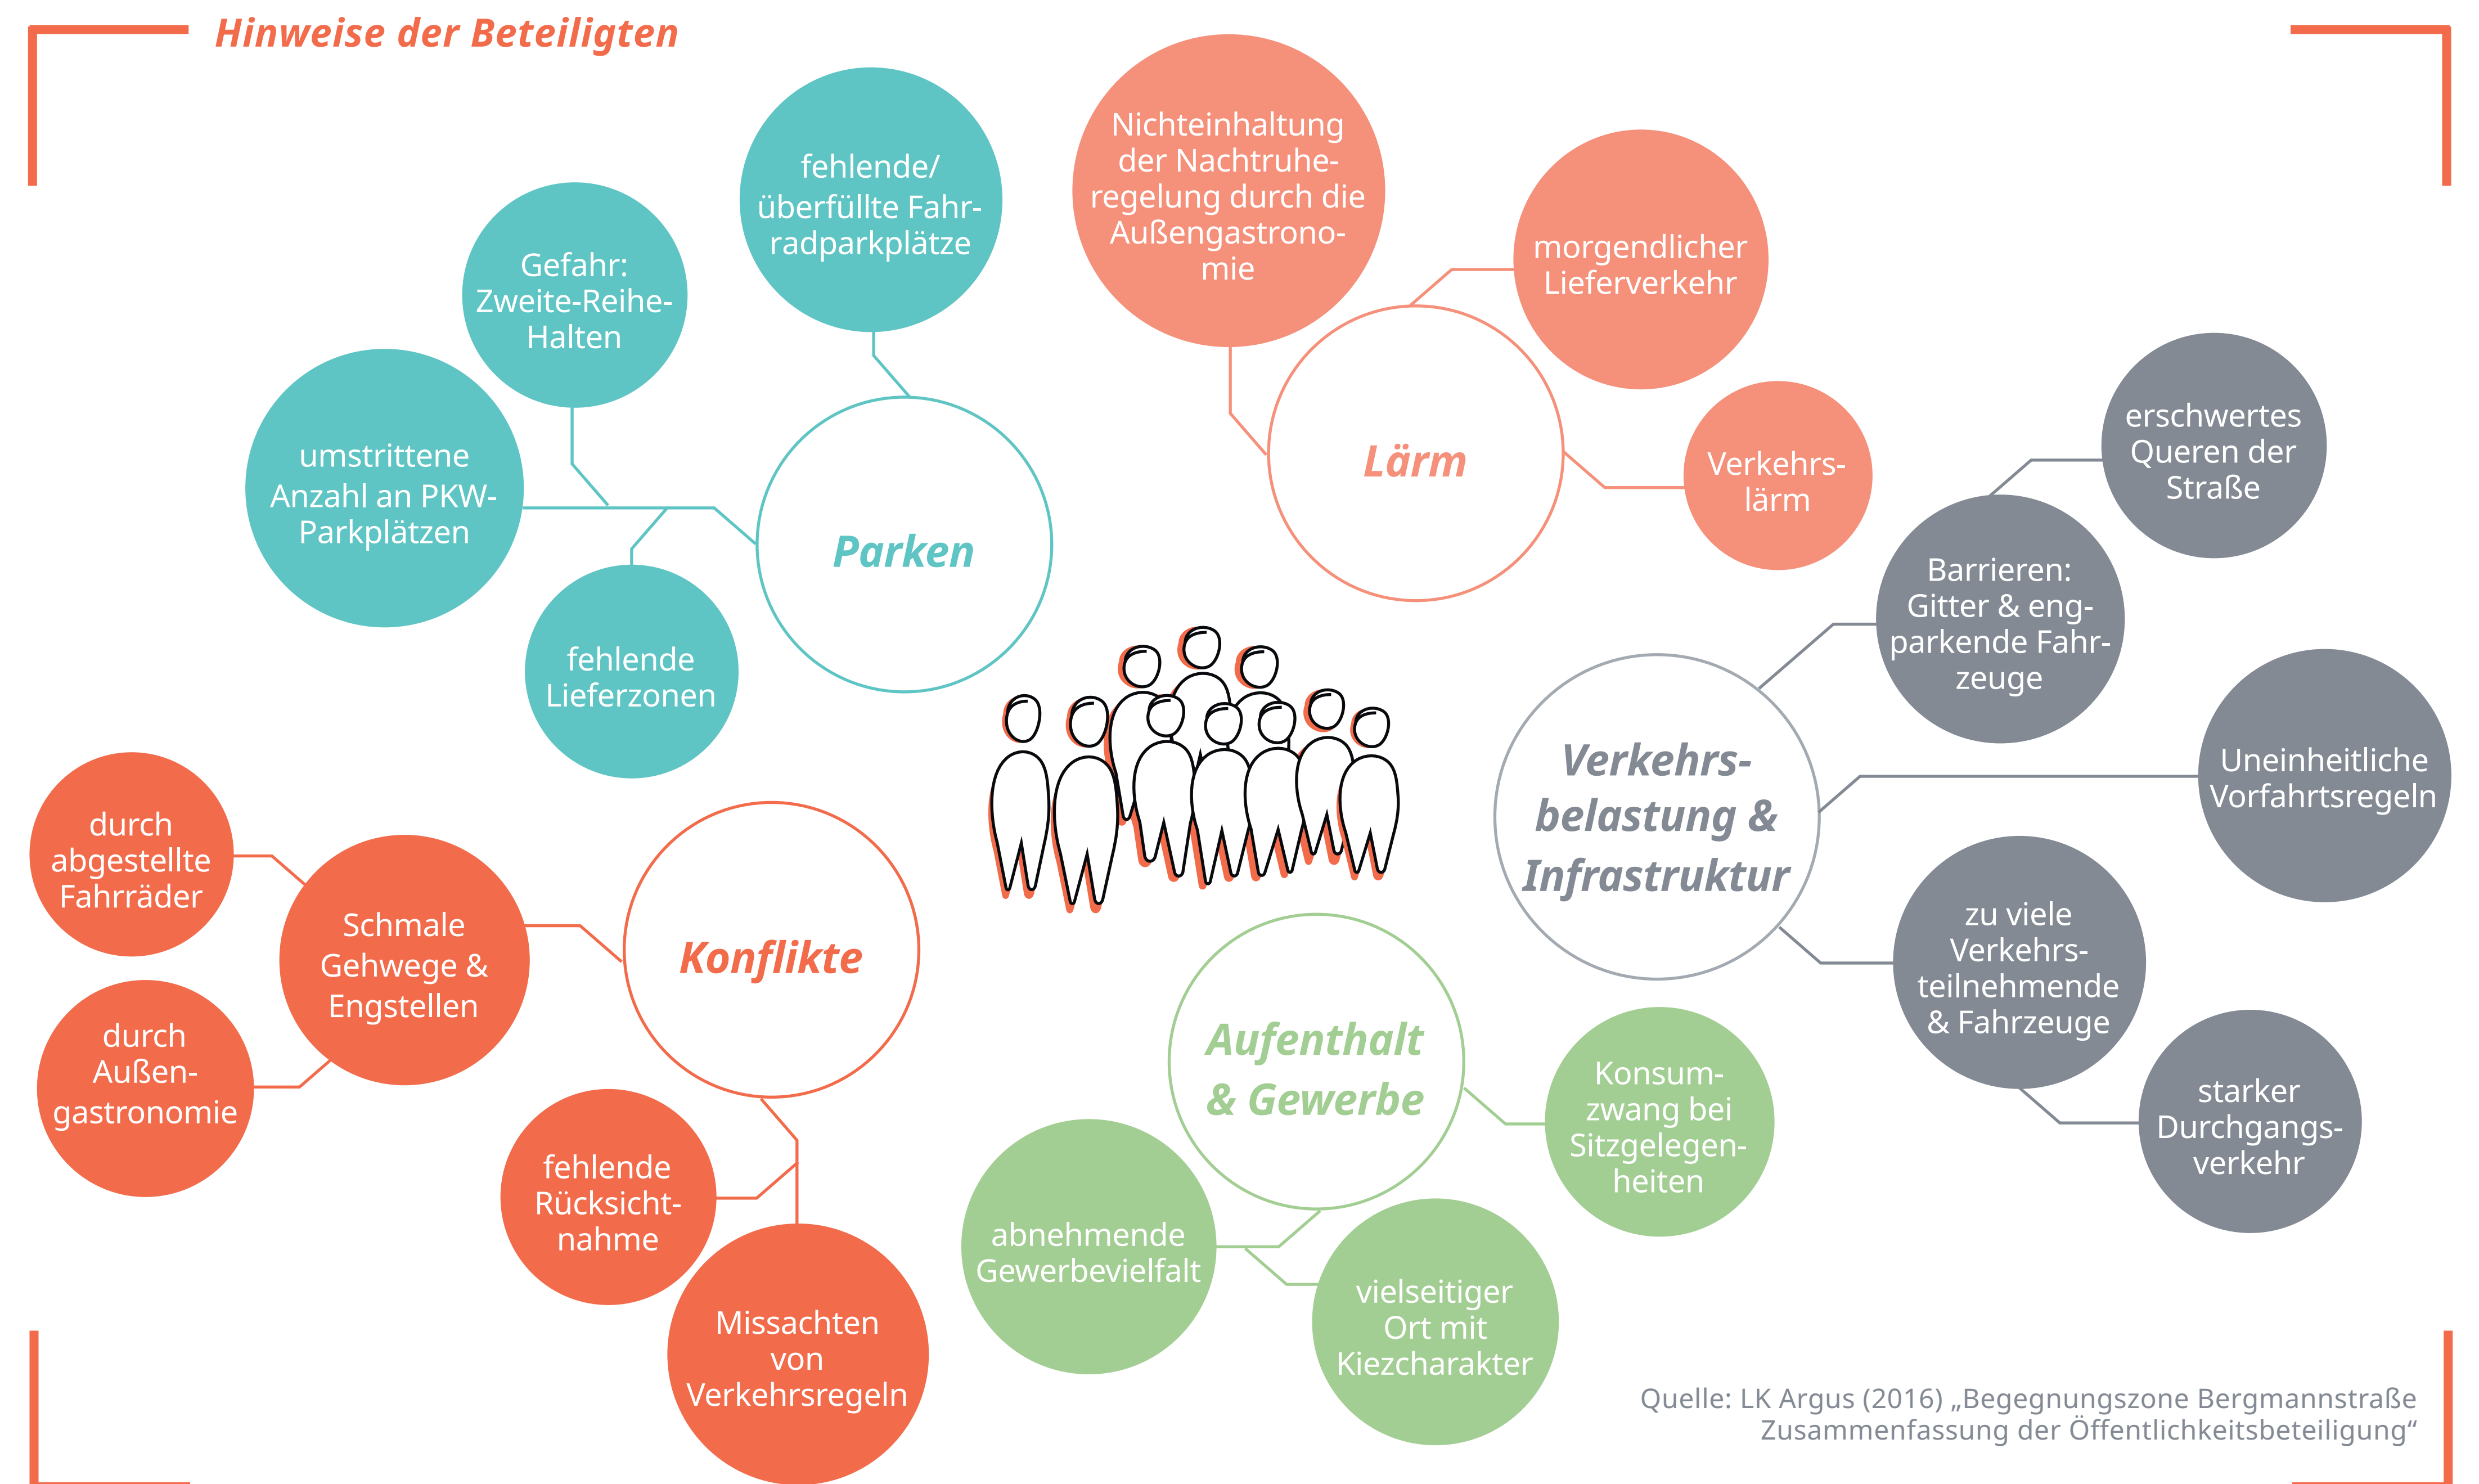 Hinweise der Beteiligten
fehlende/
überfüllte Fahr-
radparkplätze
Gefahr:
Zweite-Reihe-
Halten
umstrittene
Anzahl an PKW-
Parkplätzen
fehlende
Lieferzonen
Parken
Nichteinhaltung
der Nachtruhe-
regelung durch die
Außengastrono-
mie
morgendlicher
Lieferverkehr
Verkehrs-
lärm
Lärm
erschwertes
Queren der
Straße
Barrieren:
Gitter & eng-
parkende Fahr-
zeuge
Uneinheitliche
Vorfahrtsregeln
Verkehrs-
belastung &
Infrastruktur
zu viele
Verkehrs-
teilnehmende
& Fahrzeuge
starker
Durchgangs-
verkehr
durch
abgestellte
Fahrräder
Schmale
Gehwege &
Engstellen
durch
Außen-
gastronomie
Konflikte
fehlende
Rücksicht-
nahme
Missachten
von
Verkehrsregeln
Aufenthalt
& Gewerbe
Konsum-
zwang bei
Sitzgelegen-
heiten
abnehmende
Gewerbevielfalt
vielseitiger
Ort mit
Kiezcharakter
Quelle: LK Argus (2016) „Begegnungszone Bergmannstraße
Zusammenfassung der Öffentlichkeitsbeteiligung“